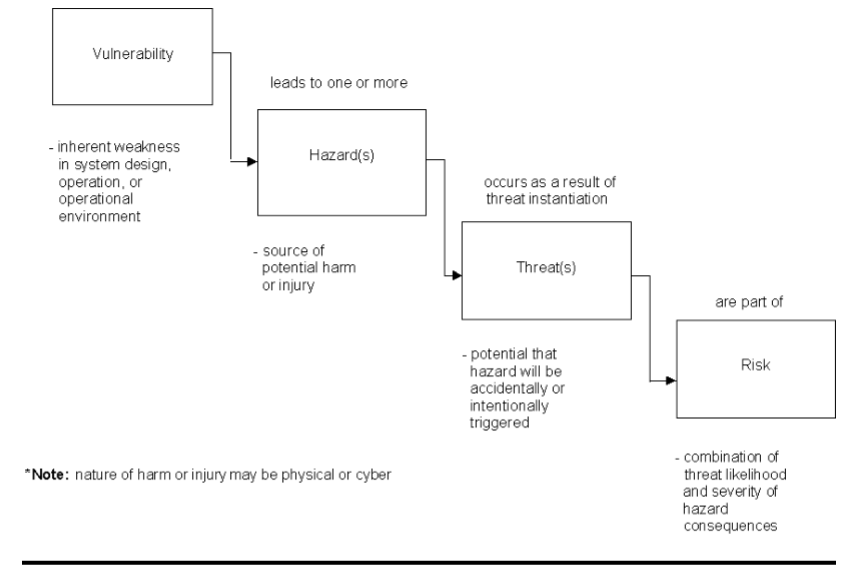 Vulnerability
leads to one or more
- inherent weakness
in system design,
operation, or
operational
environment
Hazard(s)
occurs as a result of
threat instantiation
- source of
potential harm
or injury
Threat(s)
are part of
- potential that
hazard will be
accidentally or
intentionally
triggered
Risk
*Note: nature of harm or injury may be physical or cyber
- combination of
threat likelihood
and severity of
hazard
consequences